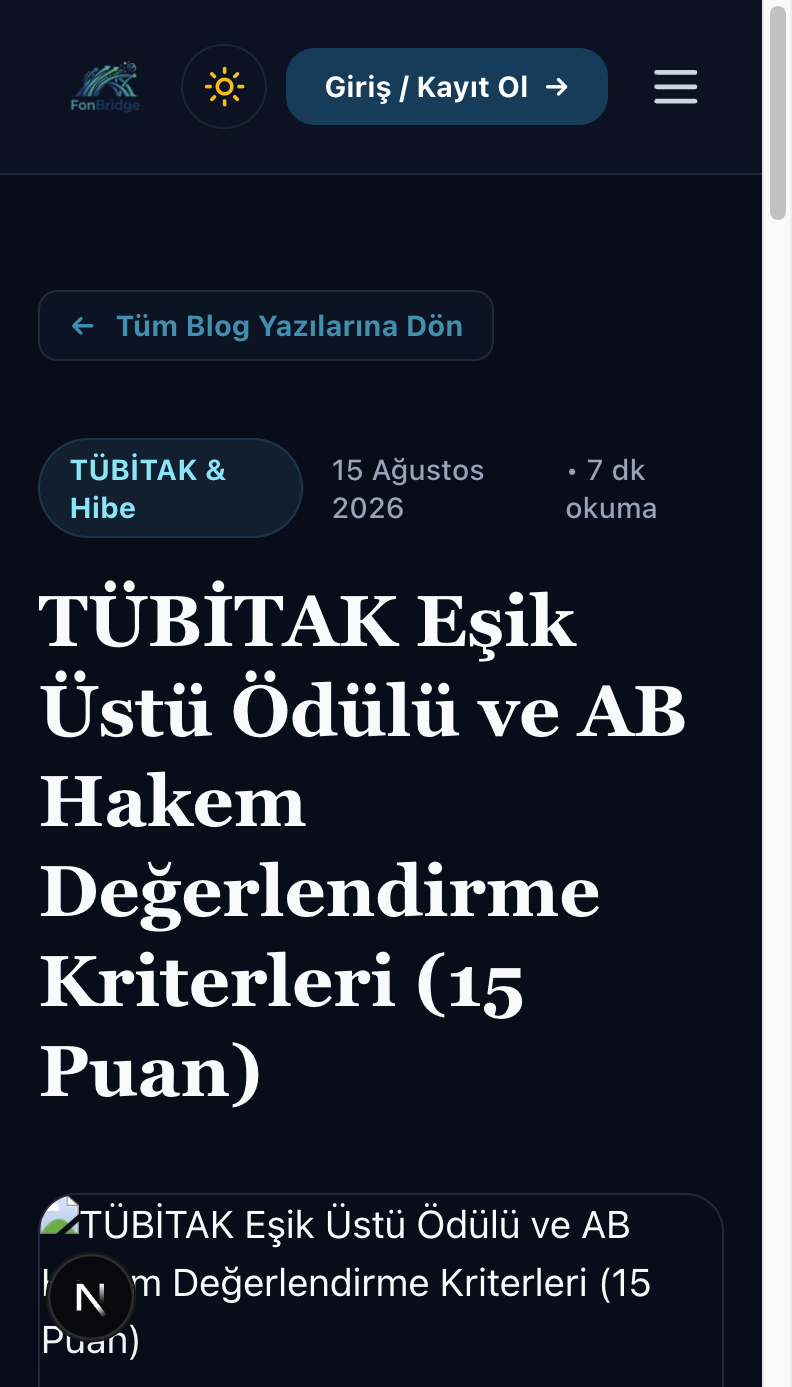 FonBridge
Giriş / Kayıt Ol →
← Tüm Blog Yazılarına Dön
TÜBİTAK &
Hibe
15 Ağustos
2026
• 7 dk
okuma
TÜBİTAK Eşik
Üstü Ödülü ve AB
Hakem
Değerlendirme
Kriterleri (15
Puan)
TÜBİTAK Eşik Üstü Ödülü ve AB
Değerlendirme Kriterleri (15
Puan)
N